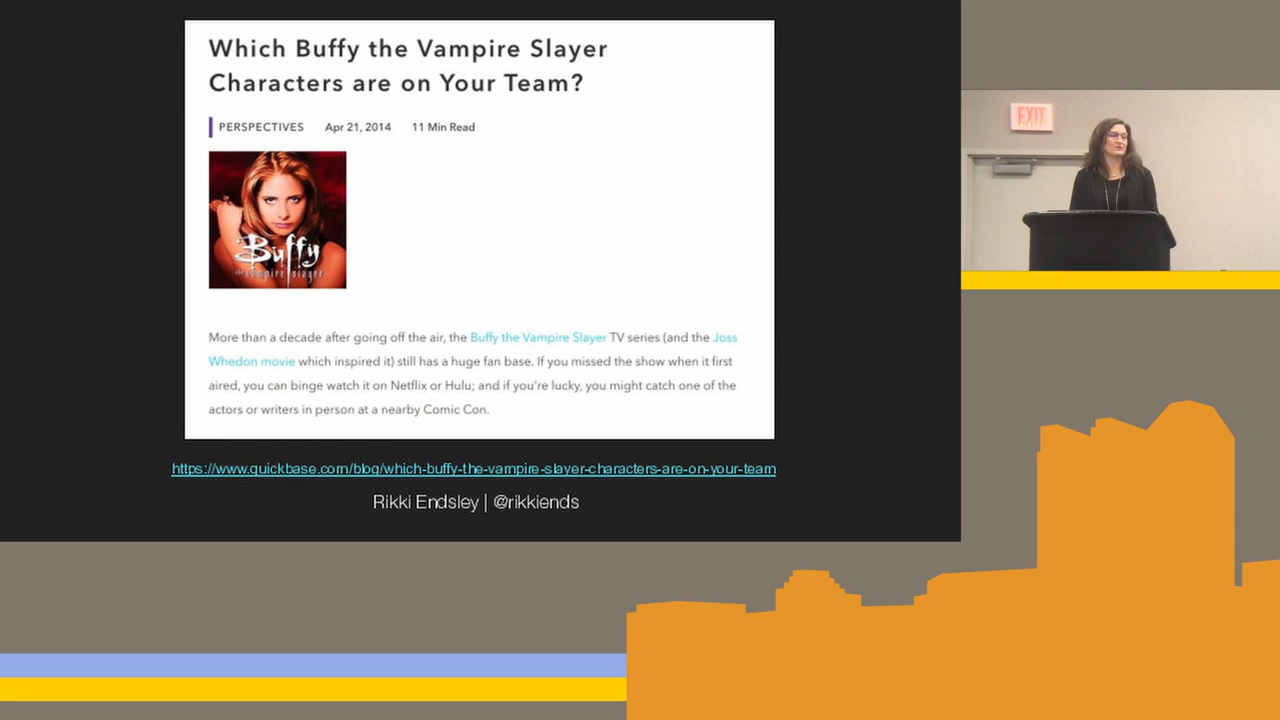 Which Buffy the Vampire Slayer
Characters are on Your Team?
PERSPECTIVES Apr 21, 2014 11 Min Read
Buffy
the vampire slayer
More than a decade after going off the air, the Buffy the Vampire Slayer TV series (and the Joss
Whedon movie which inspired it) still has a huge fan base. If you missed the show when it first
aired, you can binge watch it on Netflix or Hulu; and if you're lucky, you might catch one of the
actors or writers in person at a nearby Comic Con.
https://www.quickbase.com/blog/which-buffy-the-vampire-slayer-characters-are-on-your-team
Rikki Endsley | @rikkiends
EXIT